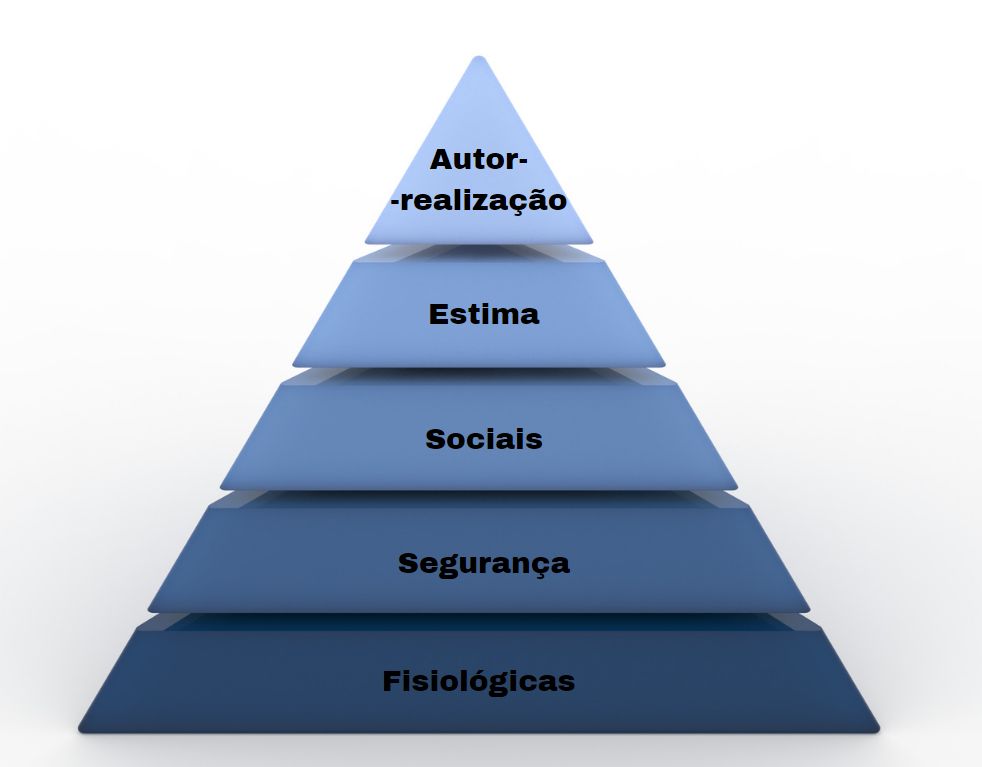 Autor-
-realização
Estima
Sociais
Segurança
Fisiológicas